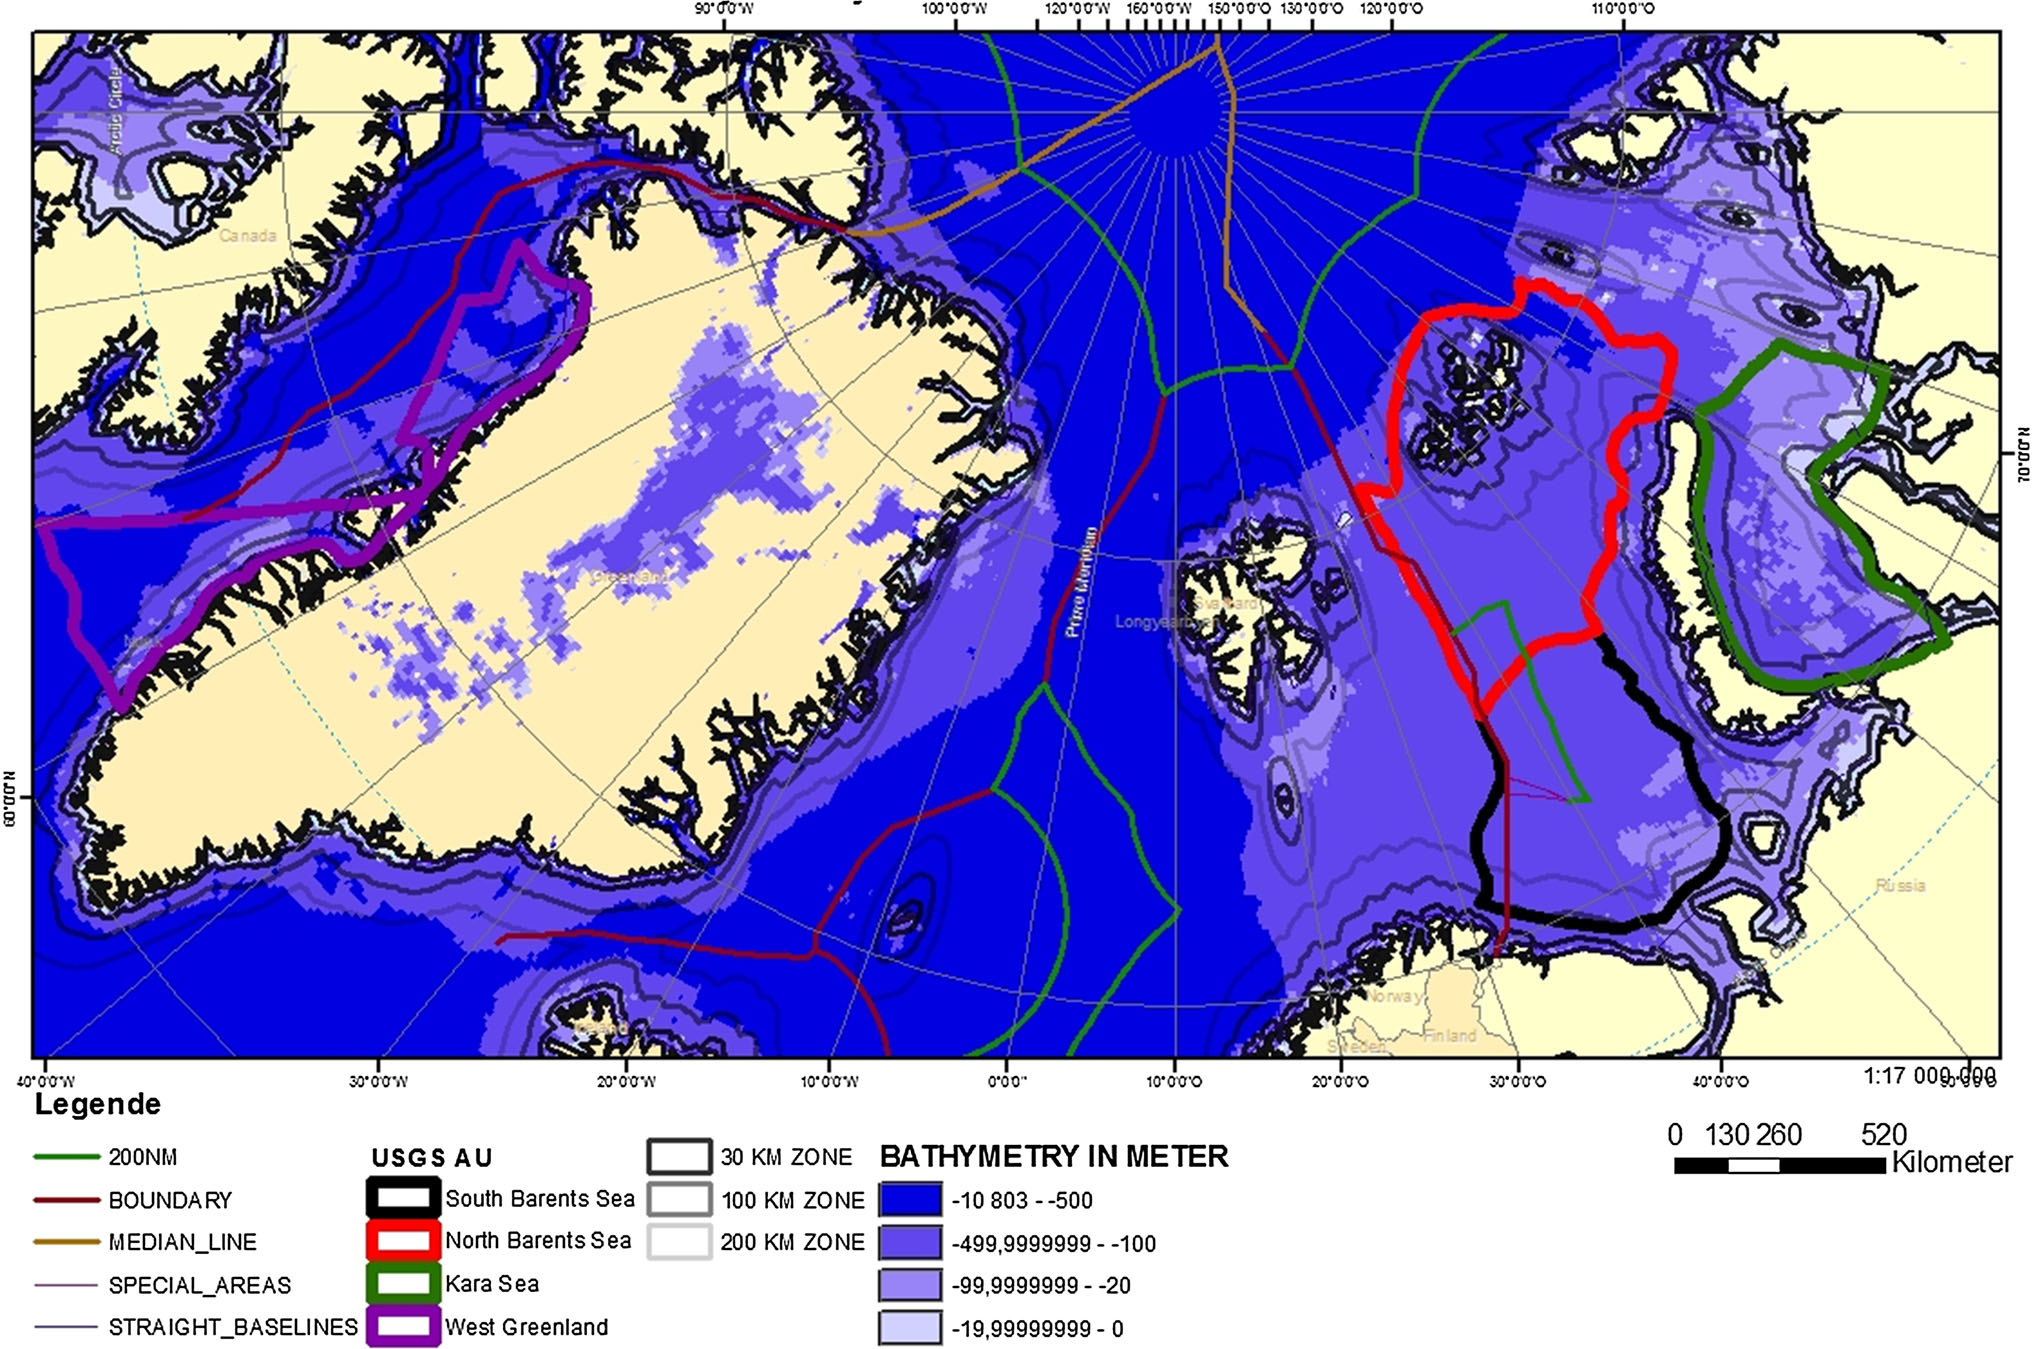 90°0'0"W 100°0'0"W 120°0'0"W 160°0'0"W 150°0'0"O 130°0'0"O 120°0'0"O 110°0'0"O
Arctic Circle
Canada
70°0'0"N
Greenland
Prime Meridian
Svalbard
Longyearbyen
Nuuk
60°0'0"N
Russia
Arctic Circle
Norway
Iceland
Finland
Sweden
40°0'0"W 30°0'0"W 20°0'0"W 10°0'0"W 0°0'0" 10°0'0"O 20°0'0"O 30°0'0"O 40°0'0"O 50°0'0"O
1:17 000 000
Legende
200NM
BOUNDARY
MEDIAN_LINE
SPECIAL_AREAS
STRAIGHT_BASELINES
USGS AU
South Barents Sea
North Barents Sea
Kara Sea
West Greenland
30 KM ZONE
100 KM ZONE
200 KM ZONE
BATHYMETRY IN METER
-10 803 - -500
-499,9999999 - -100
-99,9999999 - -20
-19,99999999 - 0
0 130 260 520
Kilometer